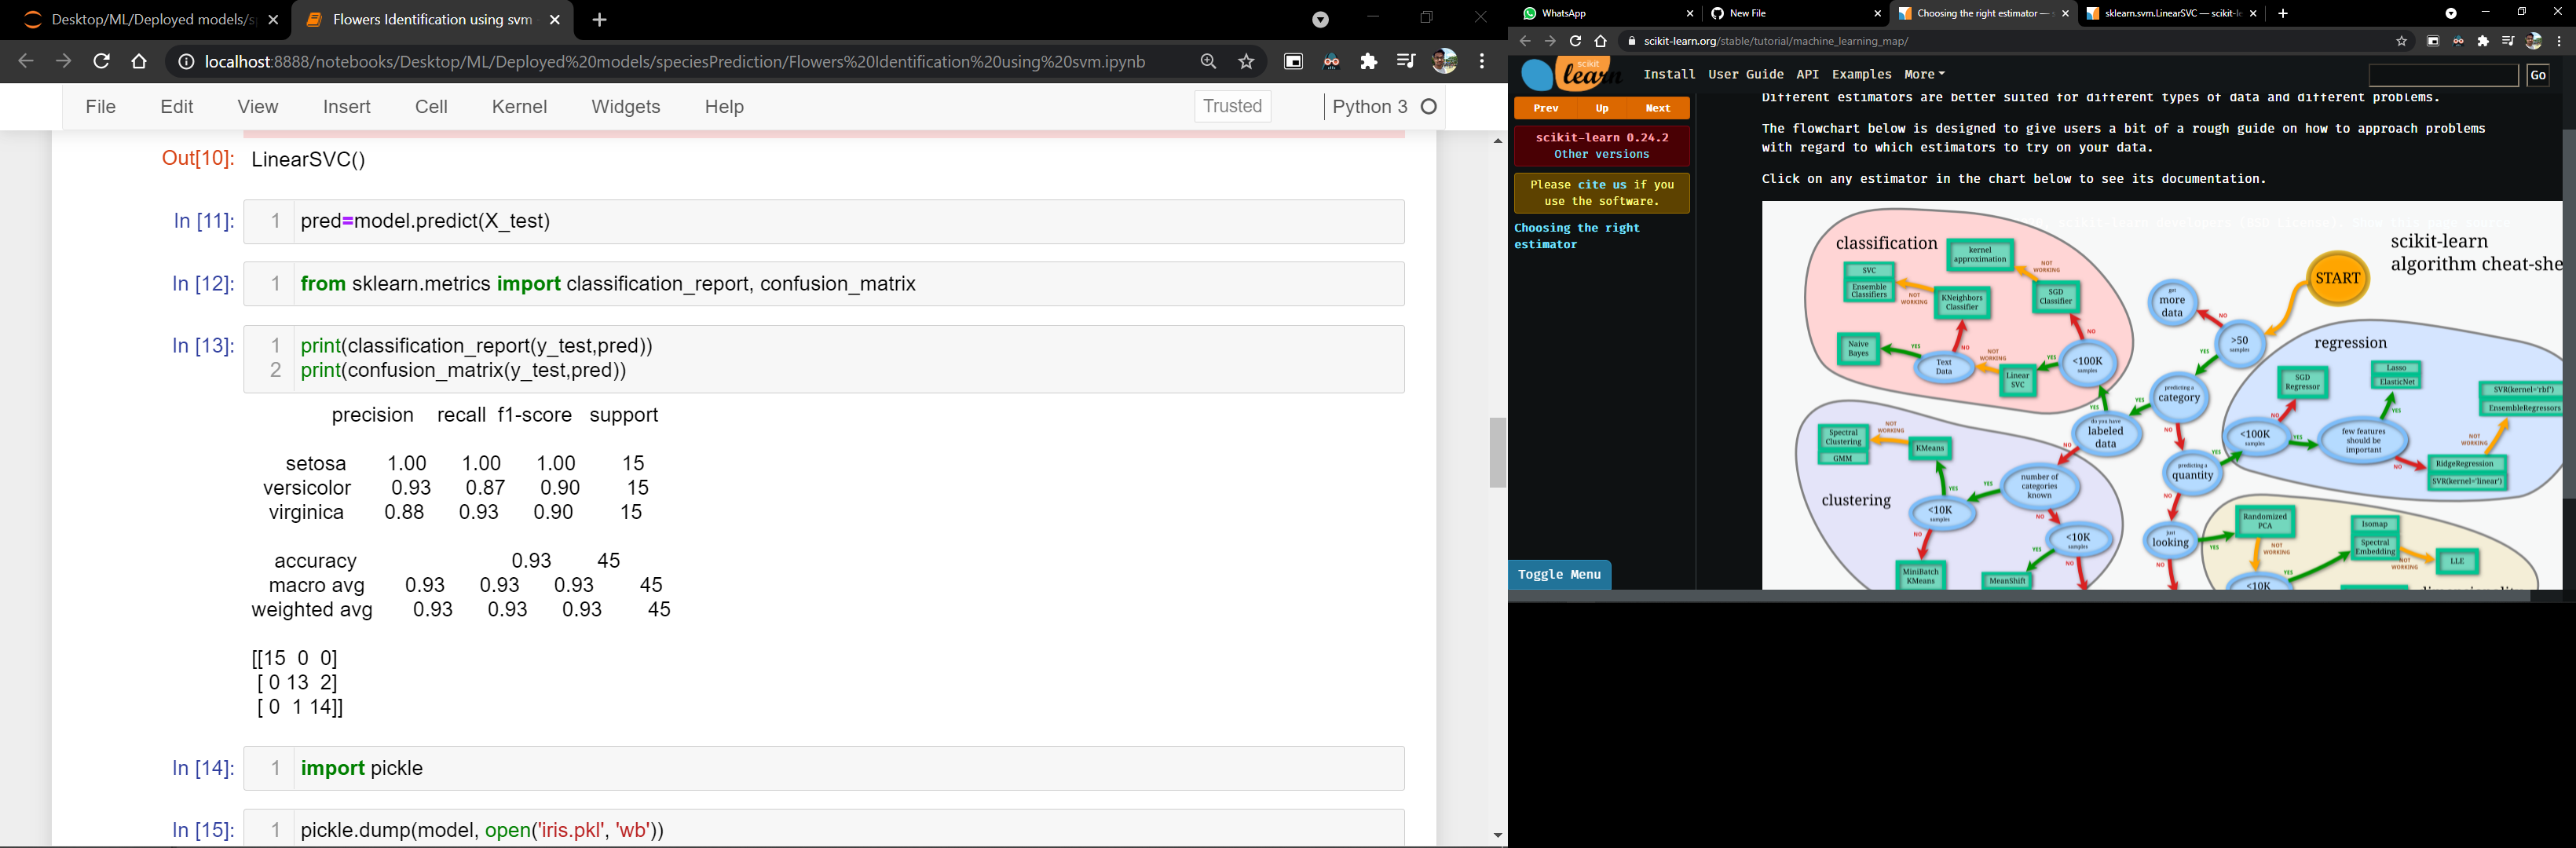 Desktop/ML/Deployed models/s
Flowers Identification using svm
localhost:8888/notebooks/Desktop/ML/Deployed%20models/speciesPrediction/Flowers%20Identification%20using%20svm.ipynb
File Edit View Insert Cell Kernel Widgets Help Trusted Python 3
Out[10]: LinearSVC()
In [11]: 1 pred=model.predict(X_test)
In [12]: 1 from sklearn.metrics import classification_report, confusion_matrix
In [13]: 1 print(classification_report(y_test,pred))
2 print(confusion_matrix(y_test,pred))
precision recall f1-score support
setosa 1.00 1.00 1.00 15
versicolor 0.93 0.87 0.90 15
virginica 0.88 0.93 0.90 15
accuracy 0.93 45
macro avg 0.93 0.93 0.93 45
weighted avg 0.93 0.93 0.93 45
[[15 0 0]
[ 0 13 2]
[ 0 1 14]]
In [14]: 1 import pickle
In [15]: 1 pickle.dump(model, open('iris.pkl', 'wb'))
WhatsApp
New File
Choosing the right estimator — s
sklearn.svm.LinearSVC — scikit-le
scikit-learn.org/stable/tutorial/machine_learning_map/
scikit
learn
Install User Guide API Examples More Go
Prev Up Next
scikit-learn 0.24.2
Other versions
Please cite us if you
use the software.
Choosing the right
estimator
Toggle Menu
Different estimators are better suited for different types of data and different problems.
The flowchart below is designed to give users a bit of a rough guide on how to approach problems
with regard to which estimators to try on your data.
Click on any estimator in the chart below to see its documentation.
scikit-learn
algorithm cheat-she
START
classification
kernel
approximation
NOT
WORKING
SVC
Ensemble
Classifiers
NOT
WORKING
KNeighbors
Classifier
SGD
Classifier
NO
Naive
Bayes
YES
NO
Text
Data
NOT
WORKING
Linear
SVC
YES
<100K
samples
get
more
data
NO
>50
samples
YES
predicting a
category
YES
NO
do you have
labeled
data
YES
NO
predicting a
quantity
YES
NO
just
looking
YES
NO
regression
SGD
Regressor
NO
<100K
samples
YES
Lasso
ElasticNet
YES
few features
should be
important
NO
SVR(kernel='rbf')
EnsembleRegressors
NOT
WORKING
RidgeRegression
SVR(kernel='linear')
clustering
Spectral
Clustering
GMM
NOT
WORKING
KMeans
YES
<10K
samples
YES
number of
categories
known
NO
NO
MiniBatch
KMeans
<10K
samples
YES
NO
MeanShift
Randomized
PCA
NOT
WORKING
<10K
YES
Isomap
Spectral
Embedding
NOT
WORKING
LLE